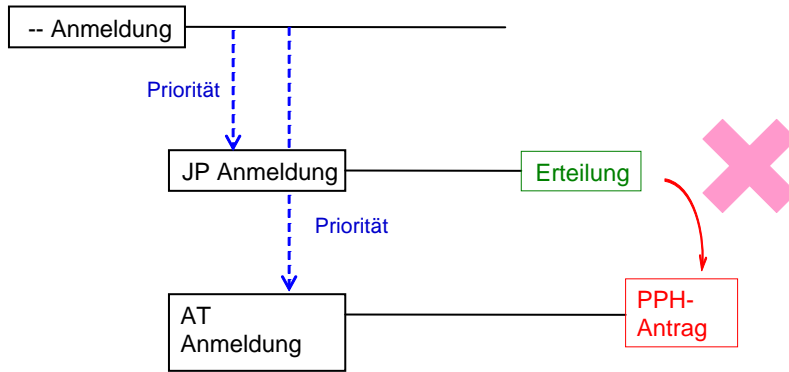 -- Anmeldung
Priorität
JP Anmeldung
Erteilung
Priorität
AT
Anmeldung
PPH-
Antrag